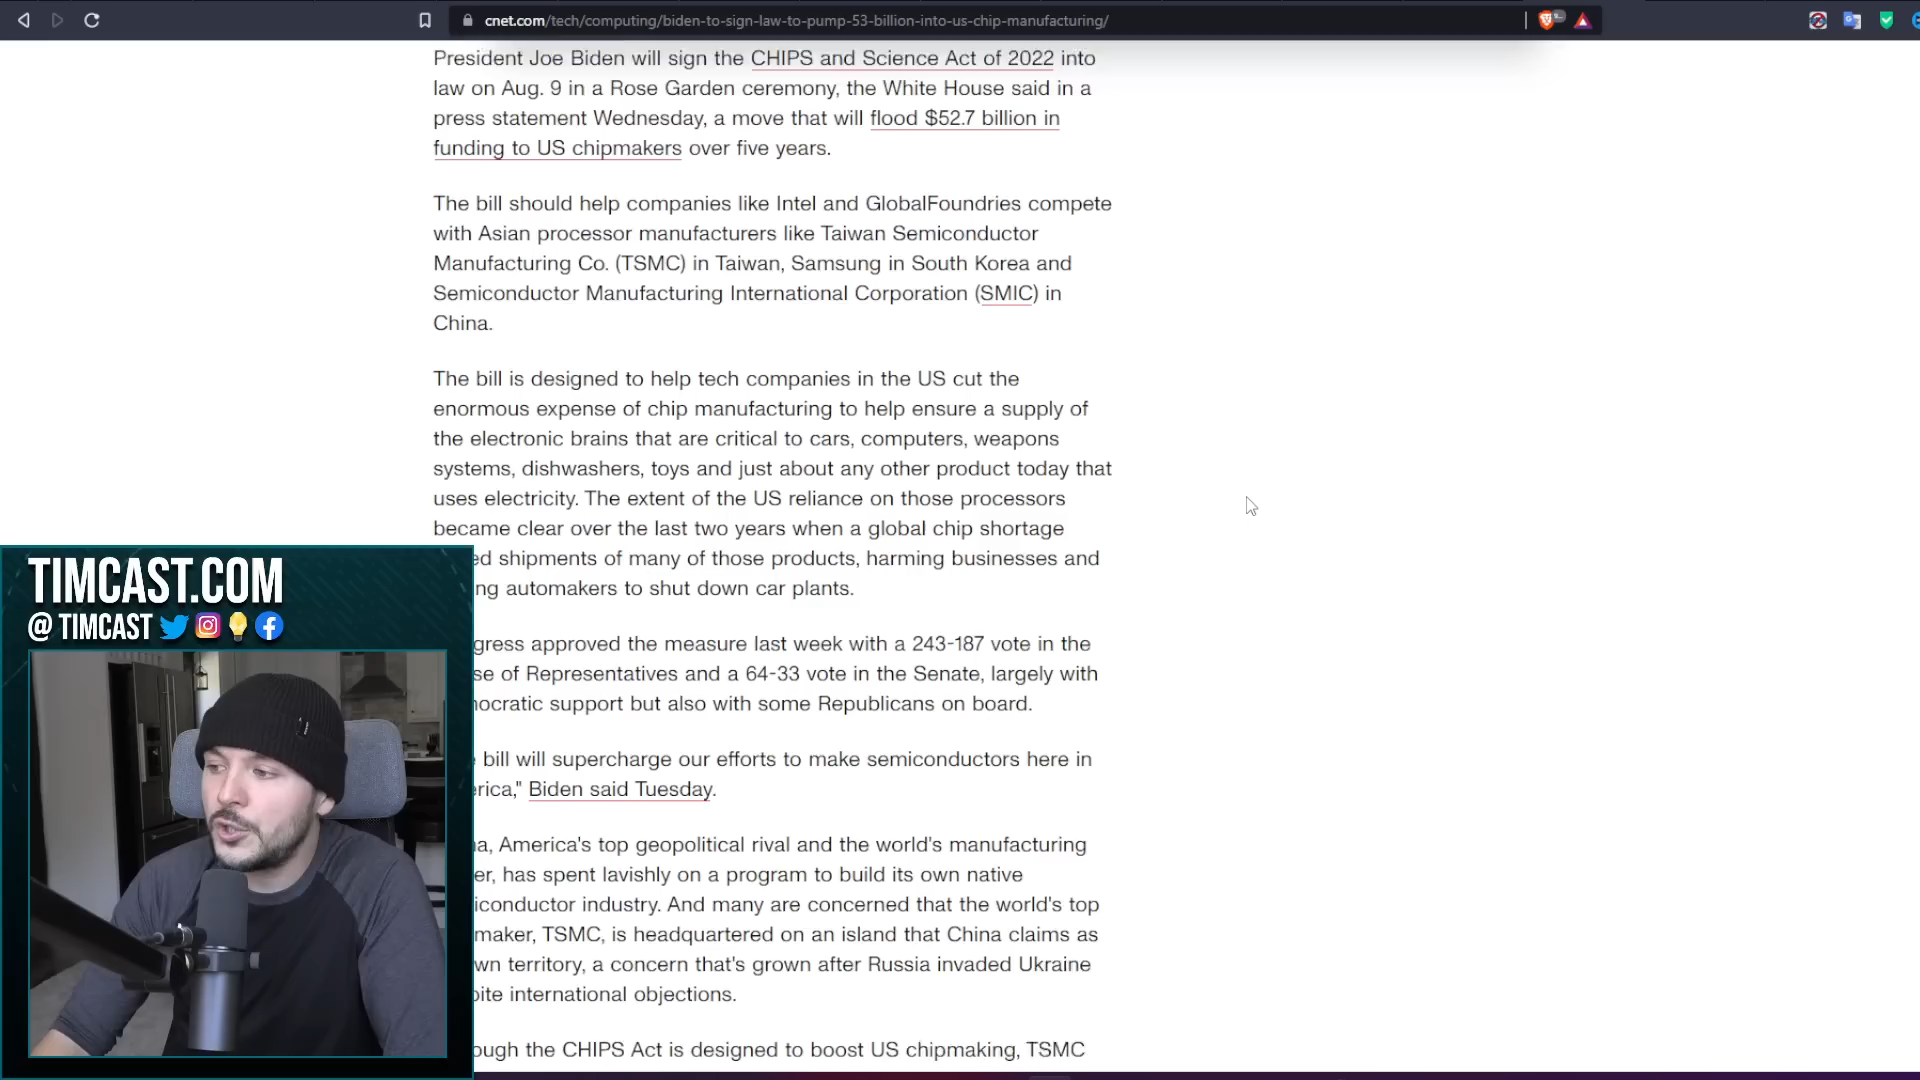 cnet.com/tech/computing/biden-to-sign-law-to-pump-53-billion-into-us-chip-manufacturing/
President Joe Biden will sign the CHIPS and Science Act of 2022 into
law on Aug. 9 in a Rose Garden ceremony, the White House said in a
press statement Wednesday, a move that will flood $52.7 billion in
funding to US chipmakers over five years.
The bill should help companies like Intel and GlobalFoundries compete
with Asian processor manufacturers like Taiwan Semiconductor
Manufacturing Co. (TSMC) in Taiwan, Samsung in South Korea and
Semiconductor Manufacturing International Corporation (SMIC) in
China.
The bill is designed to help tech companies in the US cut the
enormous expense of chip manufacturing to help ensure a supply of
the electronic brains that are critical to cars, computers, weapons
systems, dishwashers, toys and just about any other product today that
uses electricity. The extent of the US reliance on those processors
became clear over the last two years when a global chip shortage
ed shipments of many of those products, harming businesses and
ng automakers to shut down car plants.
gress approved the measure last week with a 243-187 vote in the
se of Representatives and a 64-33 vote in the Senate, largely with
ocratic support but also with some Republicans on board.
bill will supercharge our efforts to make semiconductors here in
rica," Biden said Tuesday.
a, America's top geopolitical rival and the world's manufacturing
er, has spent lavishly on a program to build its own native
iconductor industry. And many are concerned that the world's top
maker, TSMC, is headquartered on an island that China claims as
wn territory, a concern that's grown after Russia invaded Ukraine
ite international objections.
ough the CHIPS Act is designed to boost US chipmaking, TSMC
TIMCAST.COM
@ TIMCAST